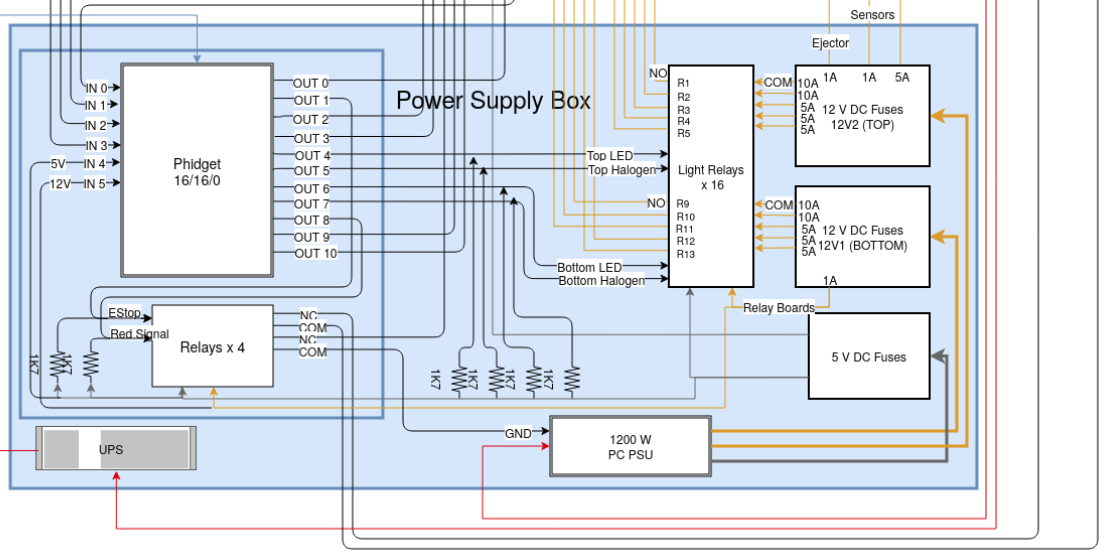 Sensors
Ejector
Power Supply Box
IN 0
IN 1
IN 2
IN 3
5V IN 4
12V IN 5
Phidget
16/16/0
OUT 0
OUT 1
OUT 2
OUT 3
OUT 4
OUT 5
OUT 6
OUT 7
OUT 8
OUT 9
OUT 10
Top LED
Top Halogen
Bottom LED
Bottom Halogen
NO
R1
R2
R3
R4
R5
Light Relays
x 16
NO R9
R10
R11
R12
R13
1A 1A 5A
COM 10A
10A
5A
5A
5A
12 V DC Fuses
12V2 (TOP)
COM 10A
10A
5A
5A
5A
12 V DC Fuses
12V1 (BOTTOM)
1A
Relay Boards
5 V DC Fuses
EStop
Red Signal
1K7
1K7
Relays x 4
NC
COM
NC
COM
1K7
1K7
1K7
1K7
GND
1200 W
PC PSU
UPS